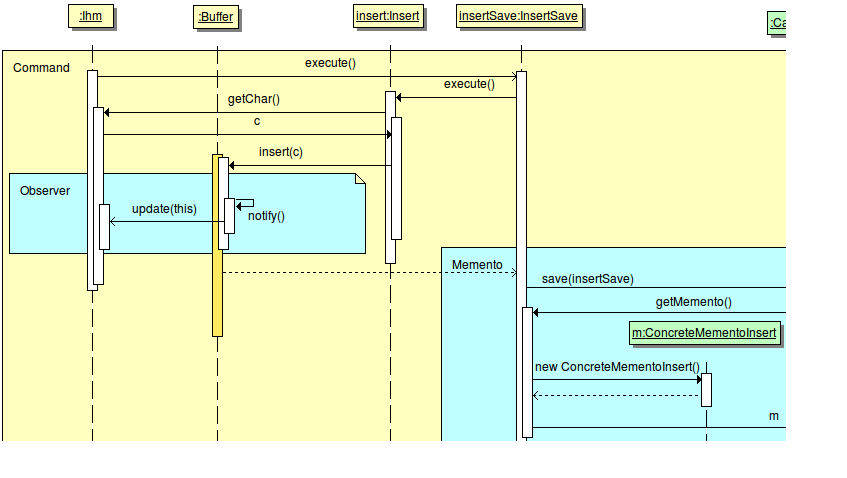 :Ihm
:Buffer
insert:Insert
insertSave:InsertSave
:Ca
Command
execute()
execute()
getChar()
c
insert(c)
Observer
update(this)
notify()
Memento
save(insertSave)
getMemento()
m:ConcreteMementoInsert
new ConcreteMementoInsert()
m